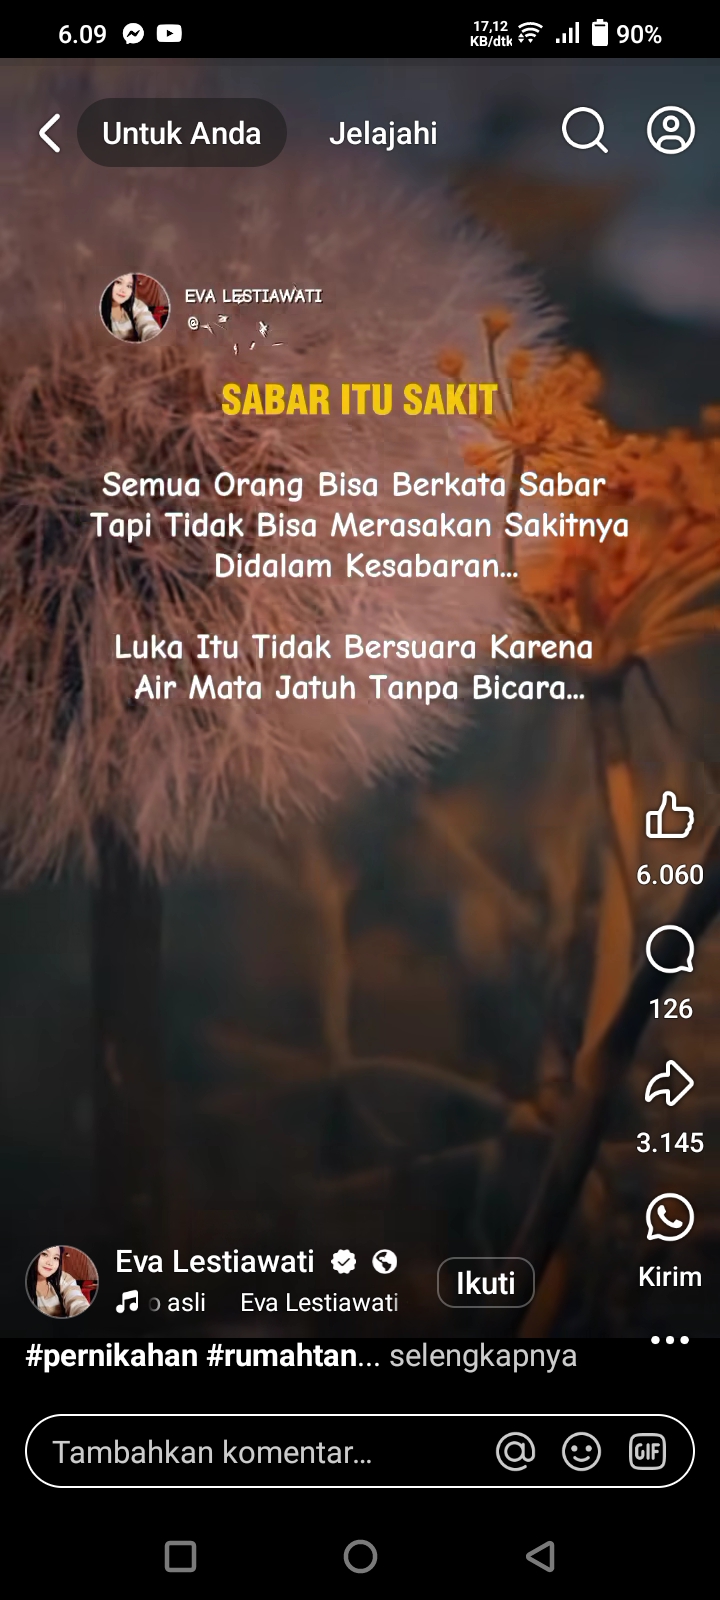 6.09
17,12
KB/dtk
90%
Untuk Anda
Jelajahi
EVA LESTIAWATI
@
SABAR ITU SAKIT
Semua Orang Bisa Berkata Sabar
Tapi Tidak Bisa Merasakan Sakitnya
Didalam Kesabaran...
Luka Itu Tidak Bersuara Karena
Air Mata Jatuh Tanpa Bicara...
6.060
126
3.145
Kirim
Eva Lestiawati
Ikuti
asli Eva Lestiawati
#pernikahan #rumahtan... selengkapnya
Tambahkan komentar...
GIF